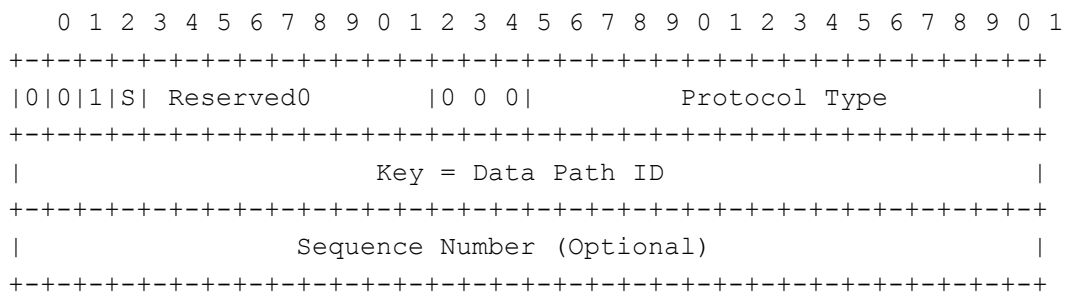 0 1 2 3 4 5 6 7 8 9 0 1 2 3 4 5 6 7 8 9 0 1 2 3 4 5 6 7 8 9 0 1
+-+-+-+-+-+-+-+-+-+-+-+-+-+-+-+-+-+-+-+-+-+-+-+-+-+-+-+-+-+-+-+-+
|0|0|1|S| Reserved0       |0 0 0|         Protocol Type         |
+-+-+-+-+-+-+-+-+-+-+-+-+-+-+-+-+-+-+-+-+-+-+-+-+-+-+-+-+-+-+-+-+
|                      Key = Data Path ID                       |
+-+-+-+-+-+-+-+-+-+-+-+-+-+-+-+-+-+-+-+-+-+-+-+-+-+-+-+-+-+-+-+-+
|                 Sequence Number (Optional)                    |
+-+-+-+-+-+-+-+-+-+-+-+-+-+-+-+-+-+-+-+-+-+-+-+-+-+-+-+-+-+-+-+-+